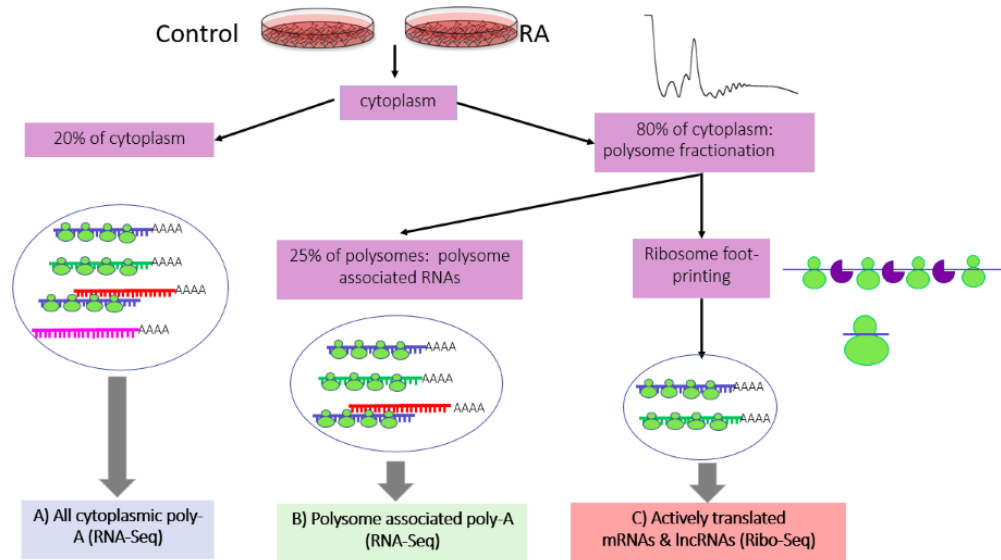 Control
RA
cytoplasm
20% of cytoplasm
80% of cytoplasm:
polysome fractionation
AAAA
AAAA
AAAA
AAAA
25% of polysomes: polysome
associated RNAs
Ribosome foot-
printing
AAAA
AAAA
AAAA
AAAA
AAAA
A) All cytoplasmic poly-
A (RNA-Seq)
B) Polysome associated poly-A
(RNA-Seq)
C) Actively translated
mRNAs & lncRNAs (Ribo-Seq)